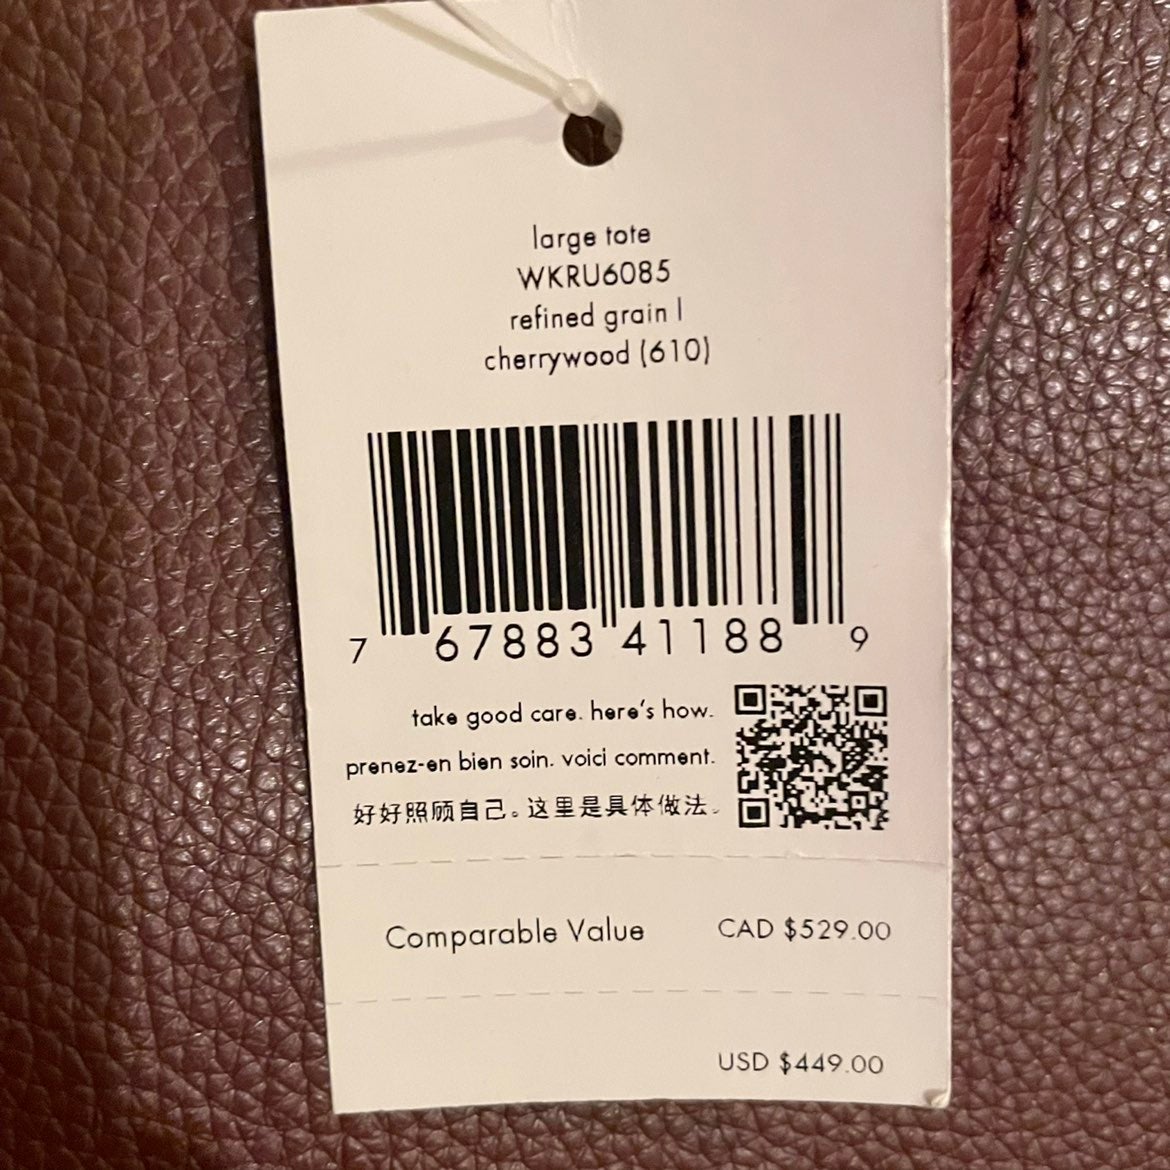 large tote
WKRU6085
refined grain l
cherrywood (610)
7 67883 41188 9
take good care. here's how.
prenez-en bien soin. voici comment.
好好照顾自己。这里是具体做法。
Comparable Value CAD $529.00
USD $449.00